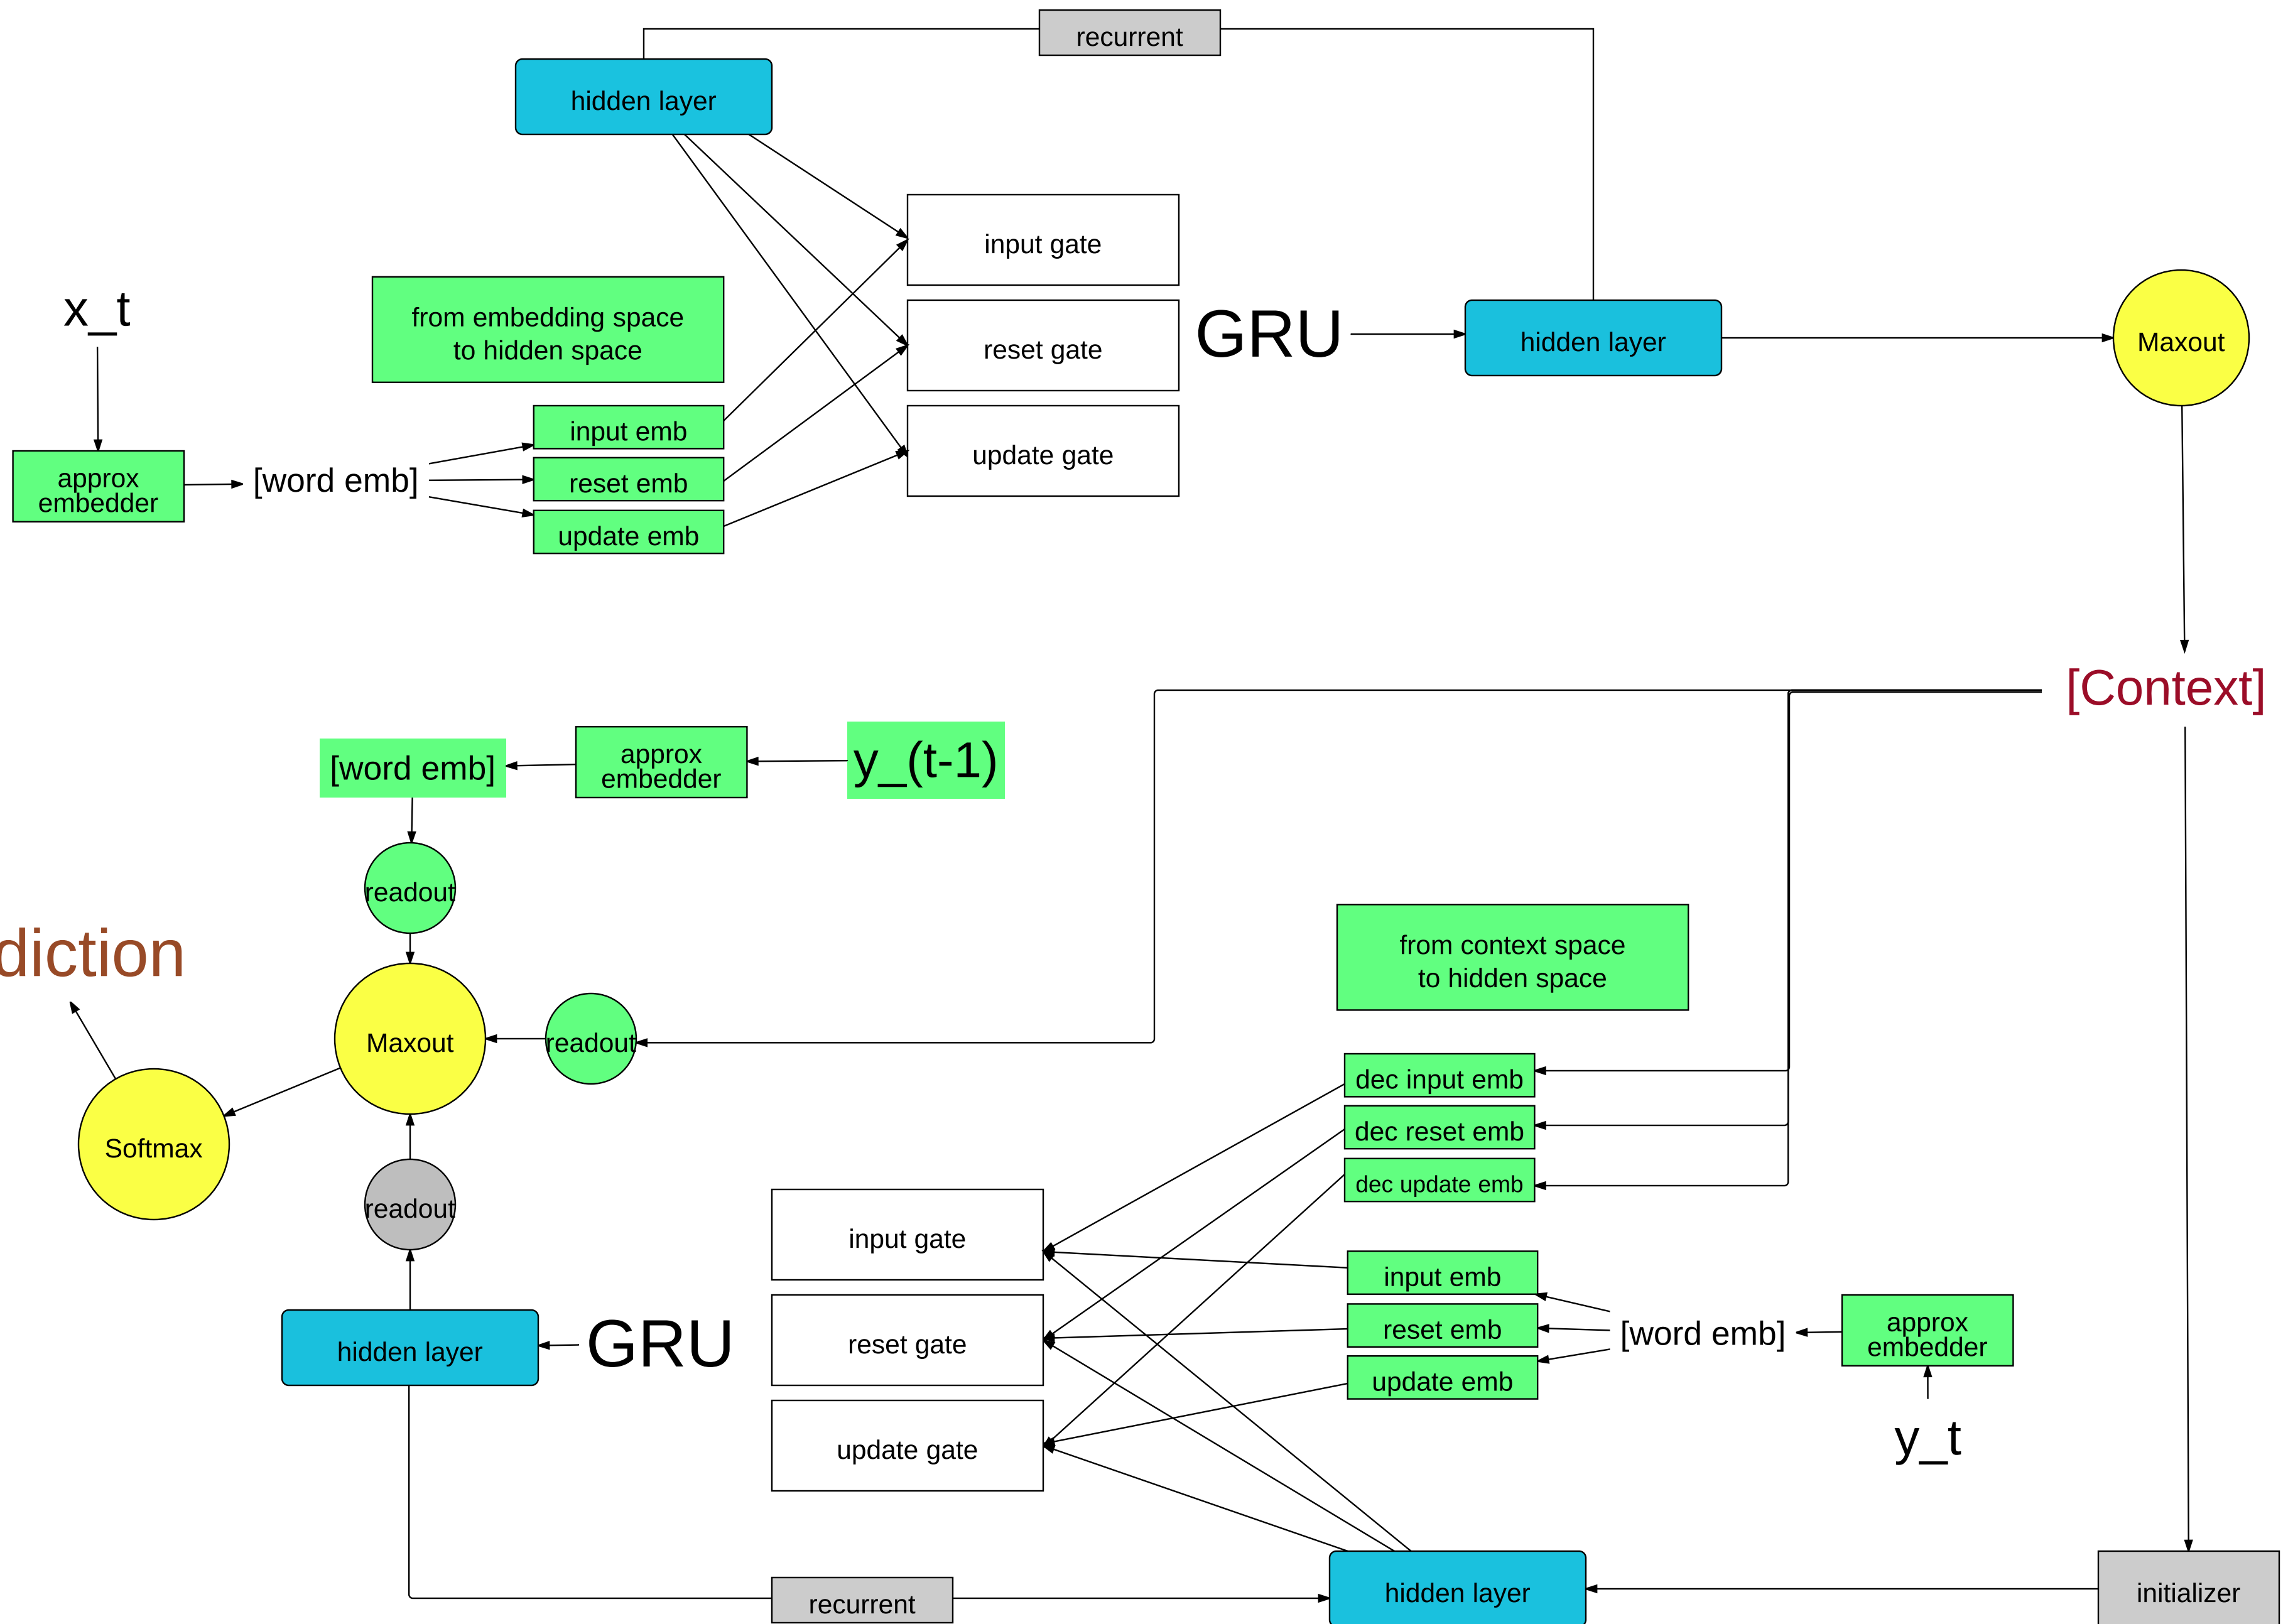 recurrent
hidden layer
input gate
from embedding space
to hidden space
x_t
reset gate
GRU
hidden layer
Maxout
input emb
update gate
approx
embedder
[word emb]
reset emb
update emb
[Context]
[word emb]
approx
embedder
y_(t-1)
readout
diction
from context space
to hidden space
Maxout
readout
dec input emb
dec reset emb
Softmax
dec update emb
readout
input gate
input emb
hidden layer
GRU
reset gate
reset emb
[word emb]
approx
embedder
update emb
update gate
y_t
recurrent
hidden layer
initializer